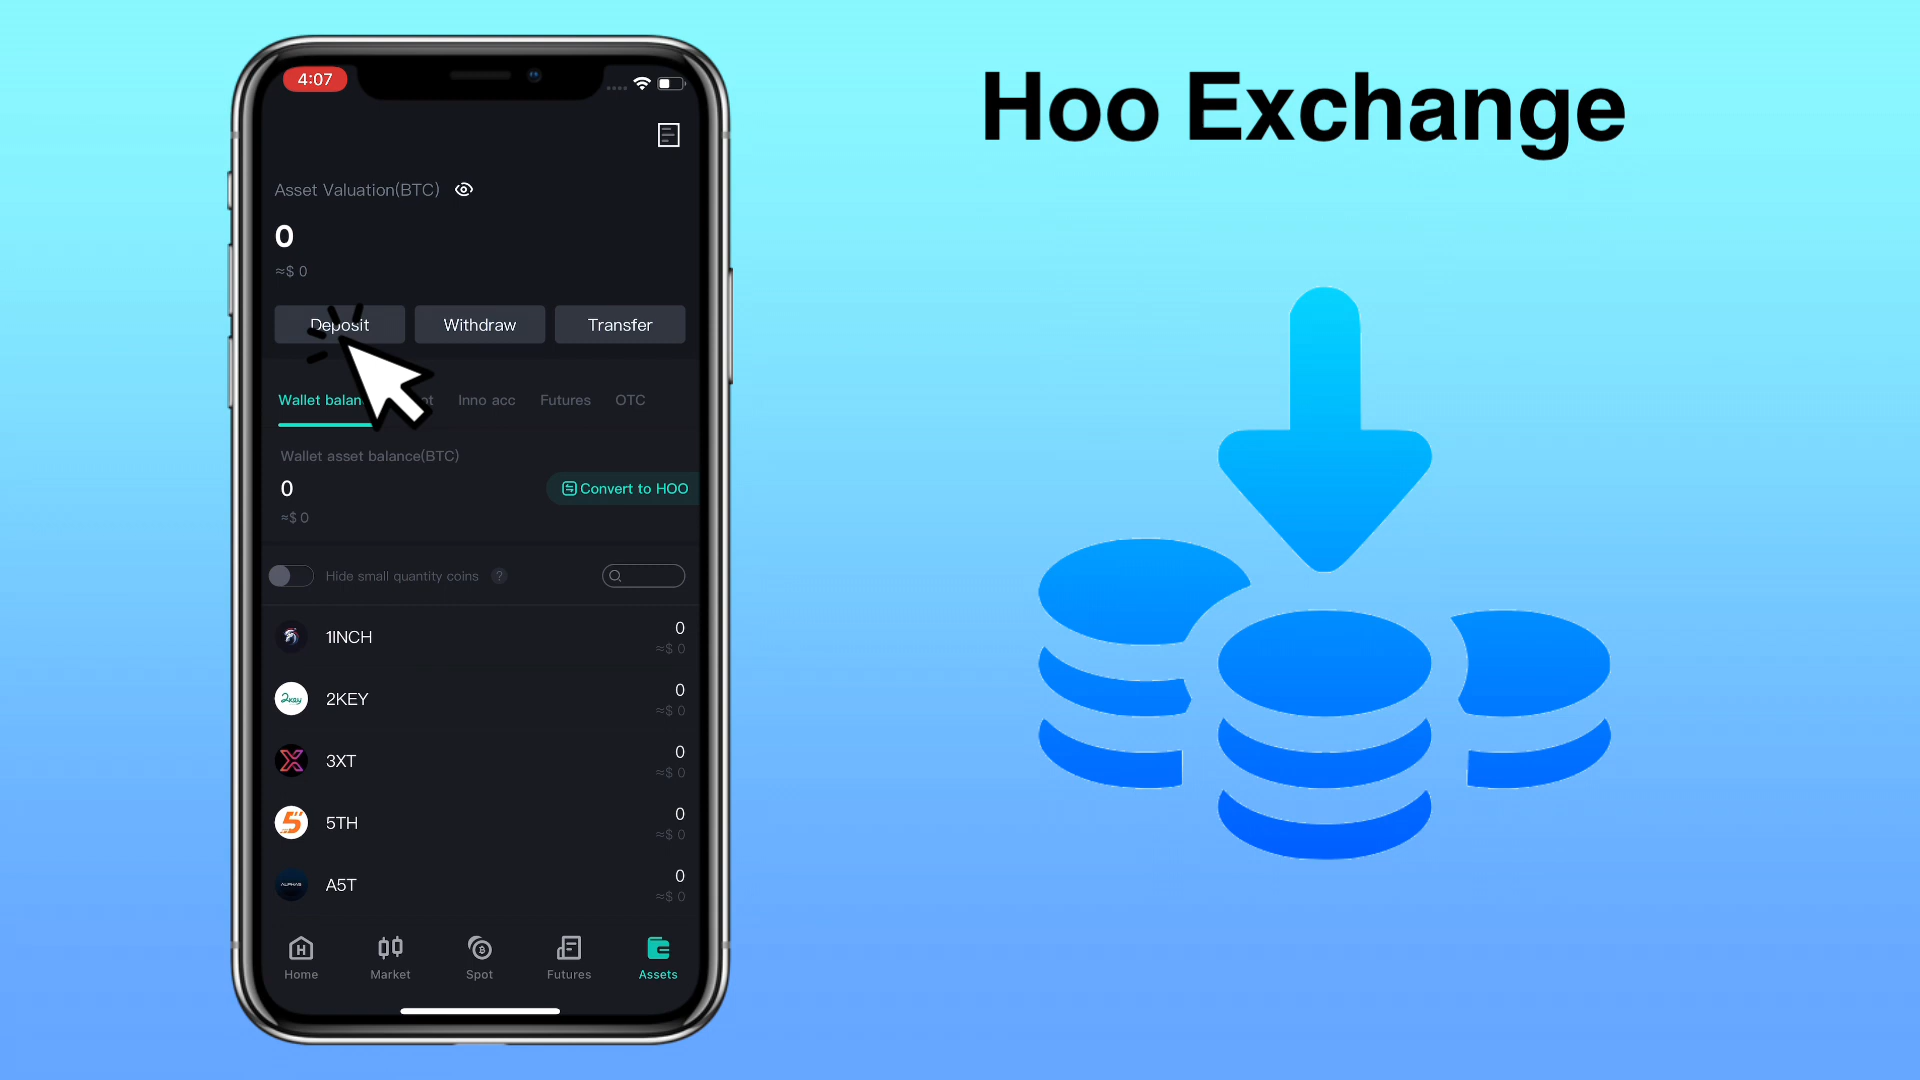 4:07
Hoo Exchange
Asset Valuation(BTC)
0
≈$ 0
Deposit
Withdraw
Transfer
Wallet
Inno acc
Futures
OTC
Wallet asset balance(BTC)
0
Convert to HOO
≈$ 0
Hide small quantity coins ?
1INCH
0
≈$ 0
2KEY
0
≈$ 0
3XT
0
≈$ 0
5TH
0
≈$ 0
A5T
0
≈$ 0
Home
Market
Spot
Futures
Assets